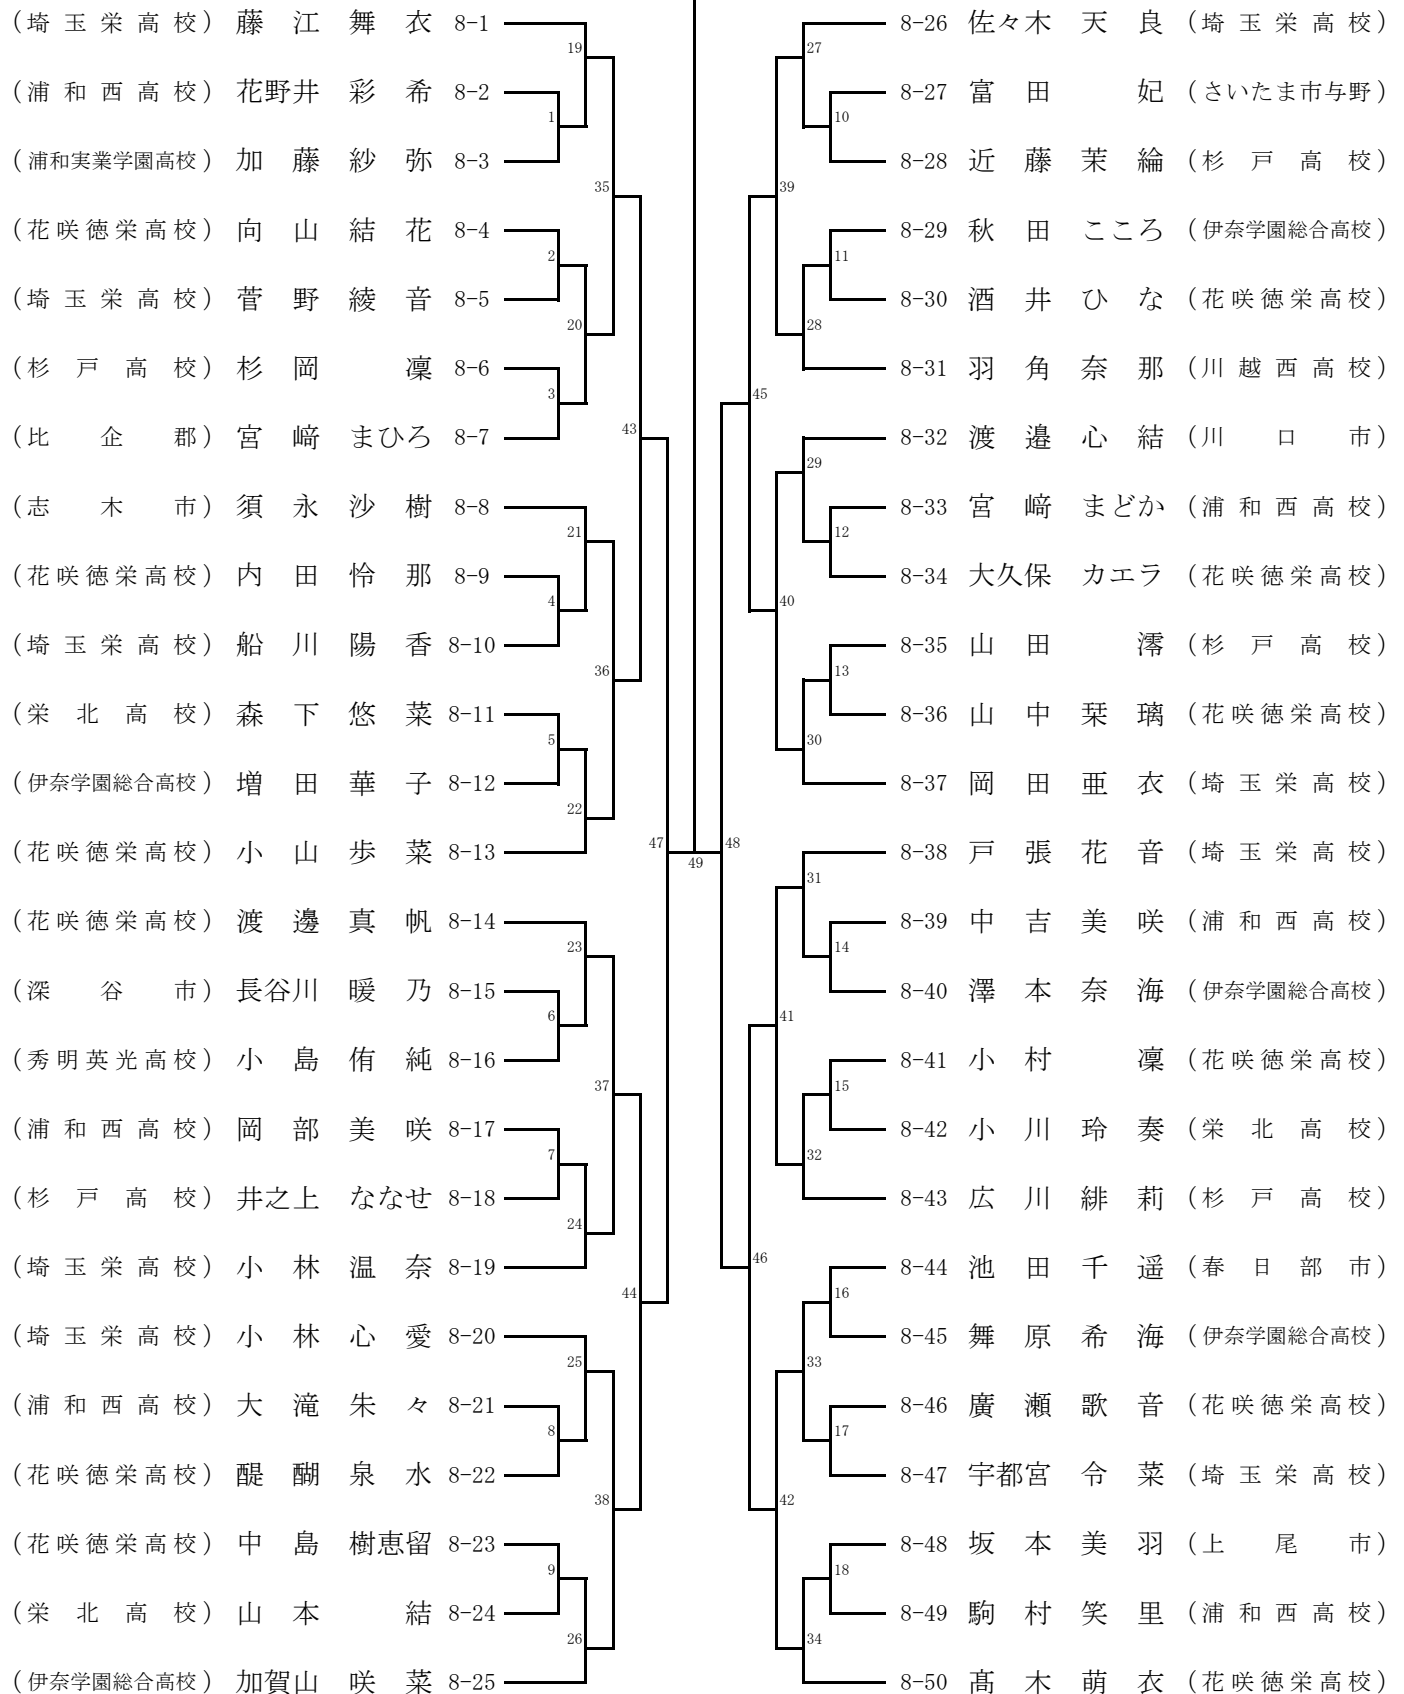 (埼玉栄高校) 藤江舞衣 8-1
19
(浦和西高校) 花野井彩希 8-2
1
(浦和実業学園高校) 加藤紗弥 8-3
35
(花咲徳栄高校) 向山結花 8-4
2
(埼玉栄高校) 菅野綾音 8-5
20
(杉戸高校) 杉岡凜 8-6
3
(比企郡) 宮﨑まひろ 8-7
43
(志木市) 須永沙樹 8-8
21
(花咲徳栄高校) 内田怜那 8-9
4
(埼玉栄高校) 船川陽香 8-10
36
(栄北高校) 森下悠菜 8-11
5
(伊奈学園総合高校) 増田華子 8-12
22
(花咲徳栄高校) 小山歩菜 8-13
47
(花咲徳栄高校) 渡邊真帆 8-14
23
(深谷市) 長谷川暖乃 8-15
6
(秀明英光高校) 小島侑純 8-16
37
(浦和西高校) 岡部美咲 8-17
7
(杉戸高校) 井之上ななせ 8-18
24
(埼玉栄高校) 小林温奈 8-19
44
(埼玉栄高校) 小林心愛 8-20
25
(浦和西高校) 大滝朱々 8-21
8
(花咲徳栄高校) 醍醐泉水 8-22
38
(花咲徳栄高校) 中島樹恵留 8-23
9
(栄北高校) 山本結 8-24
26
(伊奈学園総合高校) 加賀山咲菜 8-25
49
8-26 佐々木天良 (埼玉栄高校)
27
8-27 富田妃 (さいたま市与野)
10
8-28 近藤茉綸 (杉戸高校)
39
8-29 秋田こころ (伊奈学園総合高校)
11
8-30 酒井ひな (花咲徳栄高校)
28
8-31 羽角奈那 (川越西高校)
45
8-32 渡邉心結 (川口市)
29
8-33 宮﨑まどか (浦和西高校)
12
8-34 大久保カエラ (花咲徳栄高校)
40
8-35 山田澪 (杉戸高校)
13
8-36 山中栞璃 (花咲徳栄高校)
30
8-37 岡田亜衣 (埼玉栄高校)
48
8-38 戸張花音 (埼玉栄高校)
31
8-39 中吉美咲 (浦和西高校)
14
8-40 澤本奈海 (伊奈学園総合高校)
41
8-41 小村凜 (花咲徳栄高校)
15
8-42 小川玲奏 (栄北高校)
32
8-43 広川緋莉 (杉戸高校)
46
8-44 池田千遥 (春日部市)
16
8-45 舞原希海 (伊奈学園総合高校)
33
8-46 廣瀬歌音 (花咲徳栄高校)
17
8-47 宇都宮令菜 (埼玉栄高校)
42
8-48 坂本美羽 (上尾市)
18
8-49 駒村笑里 (浦和西高校)
34
8-50 髙木萌衣 (花咲徳栄高校)